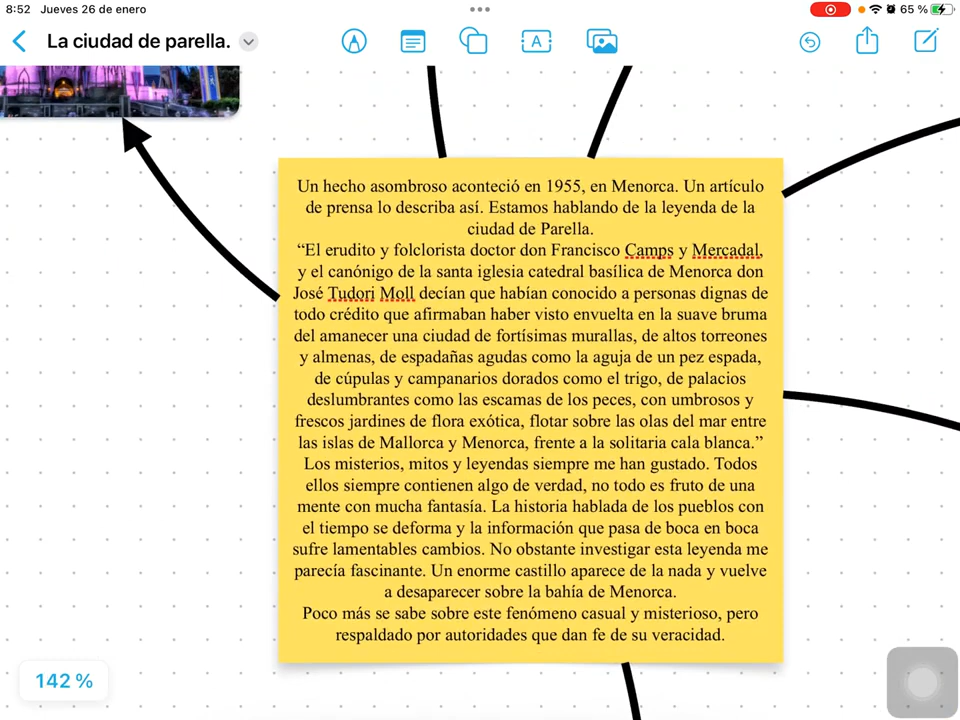 8:52 Jueves 26 de enero
65 %
La ciudad de parella.
A
Un hecho asombroso aconteció en 1955, en Menorca. Un artículo
de prensa lo describa así. Estamos hablando de la leyenda de la
ciudad de Parella.
“El erudito y folclorista doctor don Francisco Camps y Mercadal,
y el canónigo de la santa iglesia catedral basílica de Menorca don
José Tudori Moll decían que habían conocido a personas dignas de
todo crédito que afirmaban haber visto envuelta en la suave bruma
del amanecer una ciudad de fortísimas murallas, de altos torreones
y almenas, de espadañas agudas como la aguja de un pez espada,
de cúpulas y campanarios dorados como el trigo, de palacios
deslumbrantes como las escamas de los peces, con umbrosos y
frescos jardines de flora exótica, flotar sobre las olas del mar entre
las islas de Mallorca y Menorca, frente a la solitaria cala blanca.”
Los misterios, mitos y leyendas siempre me han gustado. Todos
ellos siempre contienen algo de verdad, no todo es fruto de una
mente con mucha fantasía. La historia hablada de los pueblos con
el tiempo se deforma y la información que pasa de boca en boca
sufre lamentables cambios. No obstante investigar esta leyenda me
parecía fascinante. Un enorme castillo aparece de la nada y vuelve
a desaparecer sobre la bahía de Menorca.
Poco más se sabe sobre este fenómeno casual y misterioso, pero
respaldado por autoridades que dan fe de su veracidad.
142 %